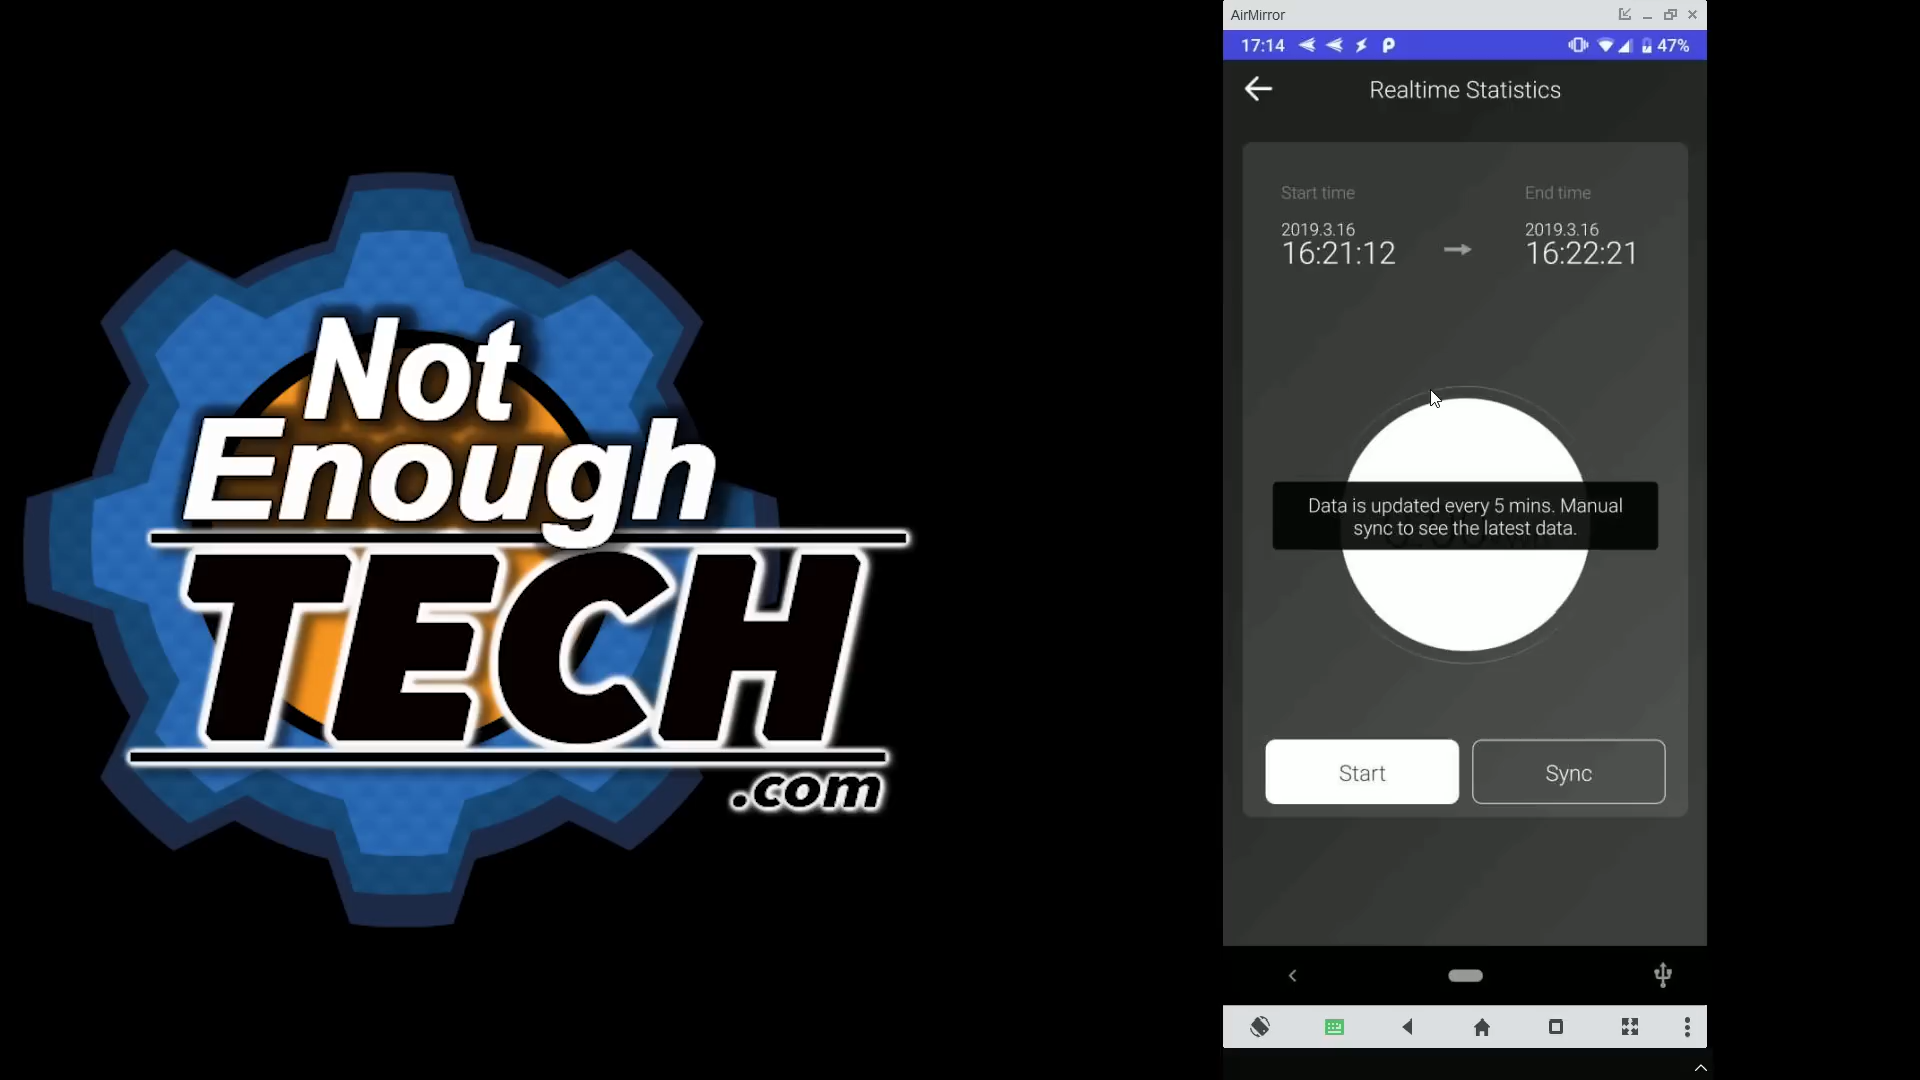 Not
Enough
TECH
.com
AirMirror
17:14
47%
Realtime Statistics
Start time
End time
2019.3.16
2019.3.16
16:21:12
16:22:21
Data is updated every 5 mins. Manual
sync to see the latest data.
Start
Sync